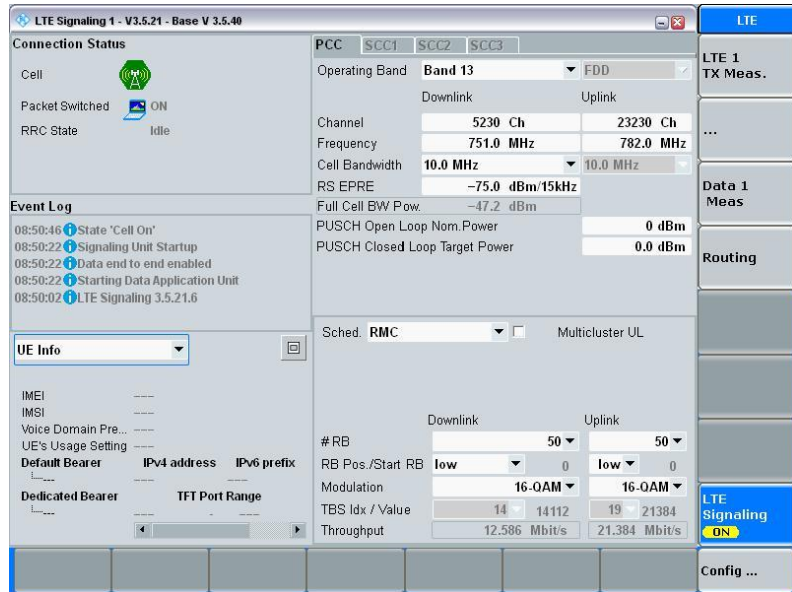 LTE Signaling 1 - V3.5.21 - Base V 3.5.40
LTE
Connection Status
Cell
Packet Switched ON
RRC State Idle
Event Log
08:50:46 State 'Cell On'
08:50:22 Signaling Unit Startup
08:50:22 Data end to end enabled
08:50:22 Starting Data Application Unit
08:50:02 LTE Signaling 3.5.21.6
UE Info
IMEI ---
IMSI ---
Voice Domain Pre... ---
UE's Usage Setting ---
Default Bearer IPv4 address IPv6 prefix
--- --- ---
Dedicated Bearer TFT Port Range
--- --- - ---
PCC SCC1 SCC2 SCC3
Operating Band Band 13 FDD
Downlink Uplink
Channel 5230 Ch 23230 Ch
Frequency 751.0 MHz 782.0 MHz
Cell Bandwidth 10.0 MHz 10.0 MHz
RS EPRE -75.0 dBm/15kHz
Full Cell BW Pow. -47.2 dBm
PUSCH Open Loop Nom.Power 0 dBm
PUSCH Closed Loop Target Power 0.0 dBm
Sched. RMC Multicluster UL
Downlink Uplink
# RB 50 50
RB Pos./Start RB low 0 low 0
Modulation 16-QAM 16-QAM
TBS Idx / Value 14 14112 19 21384
Throughput 12.586 Mbit/s 21.384 Mbit/s
LTE 1
TX Meas.
...
Data 1
Meas
Routing
LTE
Signaling
ON
Config ...